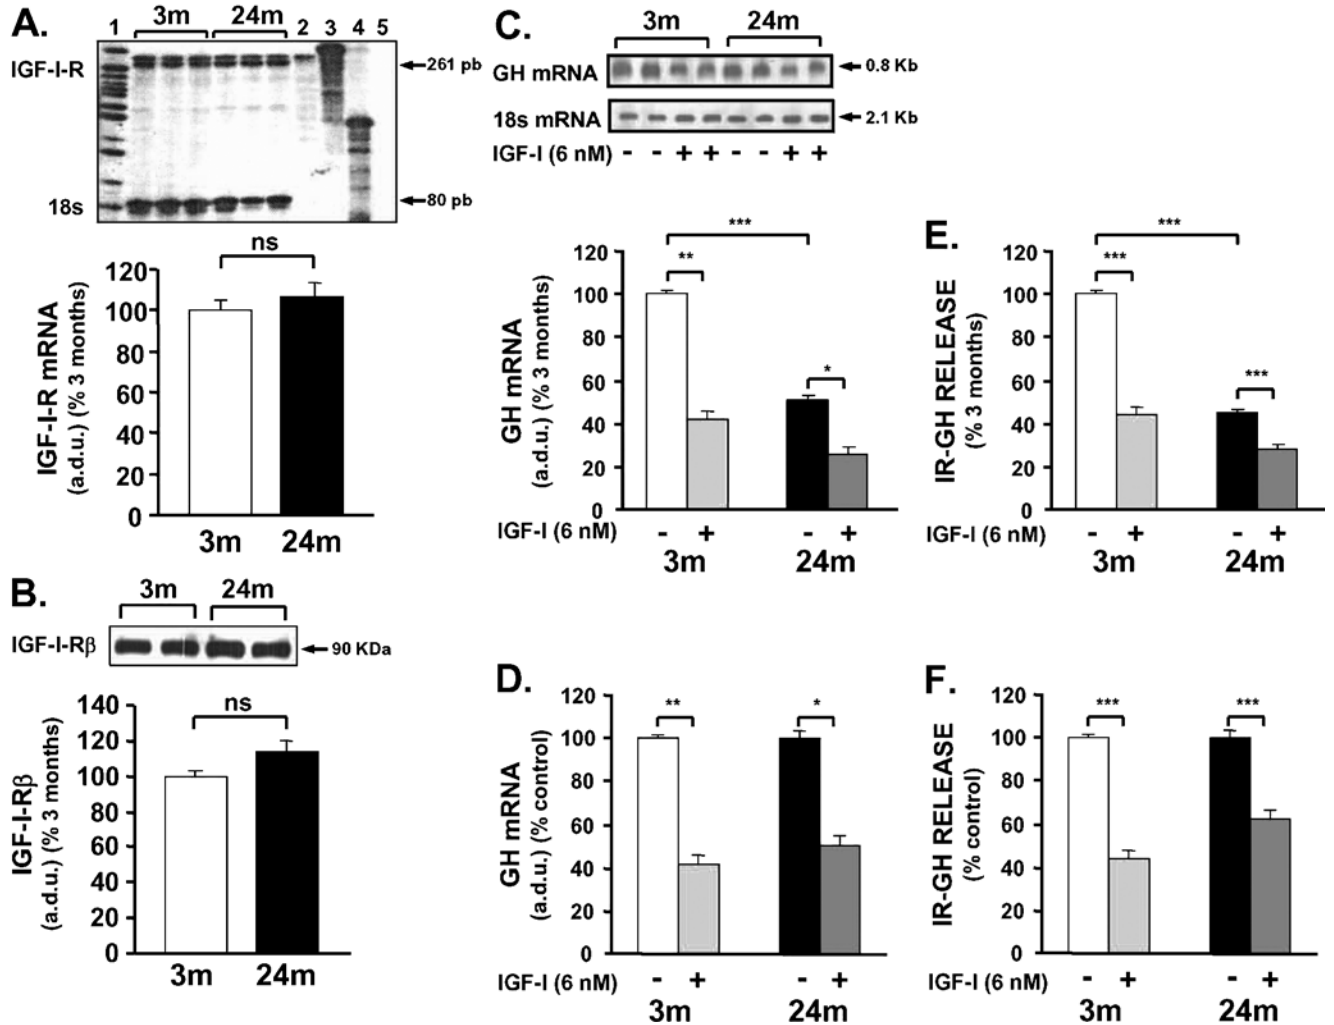 A.
1 3m 24m 2 3 4 5
IGF-I-R
261 pb
18s
80 pb
ns
120
100
80
60
40
20
0
IGF-I-R mRNA
(a.d.u.) (% 3 months)
3m 24m
B.
3m 24m
IGF-I-Rβ
90 KDa
ns
140
120
100
80
60
40
20
0
IGF-I-Rβ
(a.d.u.) (% 3 months)
3m 24m
C.
3m 24m
GH mRNA
0.8 Kb
18s mRNA
2.1 Kb
IGF-I (6 nM) - - + + - - + +
***
**
*
120
100
80
60
40
20
0
GH mRNA
(a.d.u.) (% 3 months)
IGF-I (6 nM) - + - +
3m 24m
D.
** *
120
100
80
60
40
20
0
GH mRNA
(a.d.u.) (% control)
IGF-I (6 nM) - + - +
3m 24m
E.
***
***
***
120
100
80
60
40
20
0
IR-GH RELEASE
(% 3 months)
IGF-I (6 nM) - + - +
3m 24m
F.
*** ***
120
100
80
60
40
20
0
IR-GH RELEASE
(% control)
IGF-I (6 nM) - + - +
3m 24m